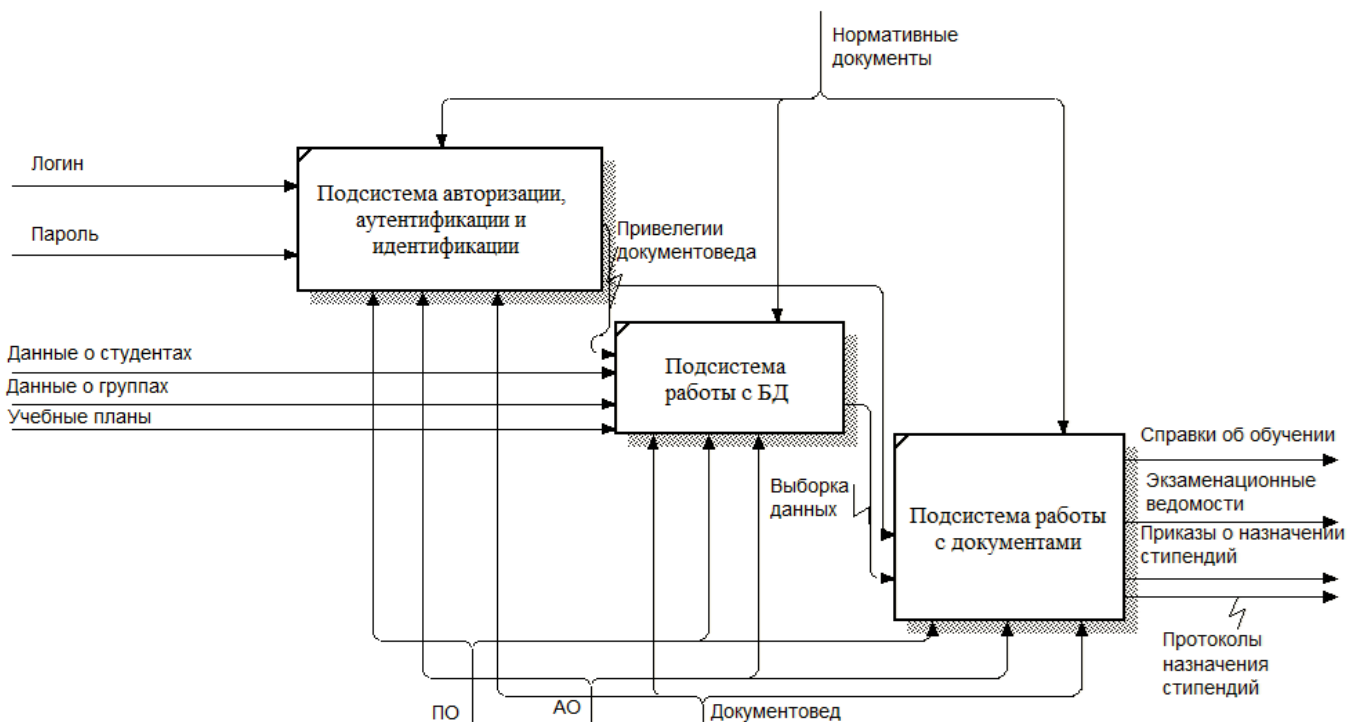 Нормативные
документы
Логин
Подсистема авторизации,
аутентификации и
идентификации
Пароль
Привелегии
документоведа
Данные о студентах
Данные о группах
Учебные планы
Подсистема
работы с БД
Выборка
данных
Подсистема работы
с документами
Справки об обучении
Экзаменационные
ведомости
Приказы о назначении
стипендий
Протоколы
назначения
стипендий
ПО
АО
Документовед